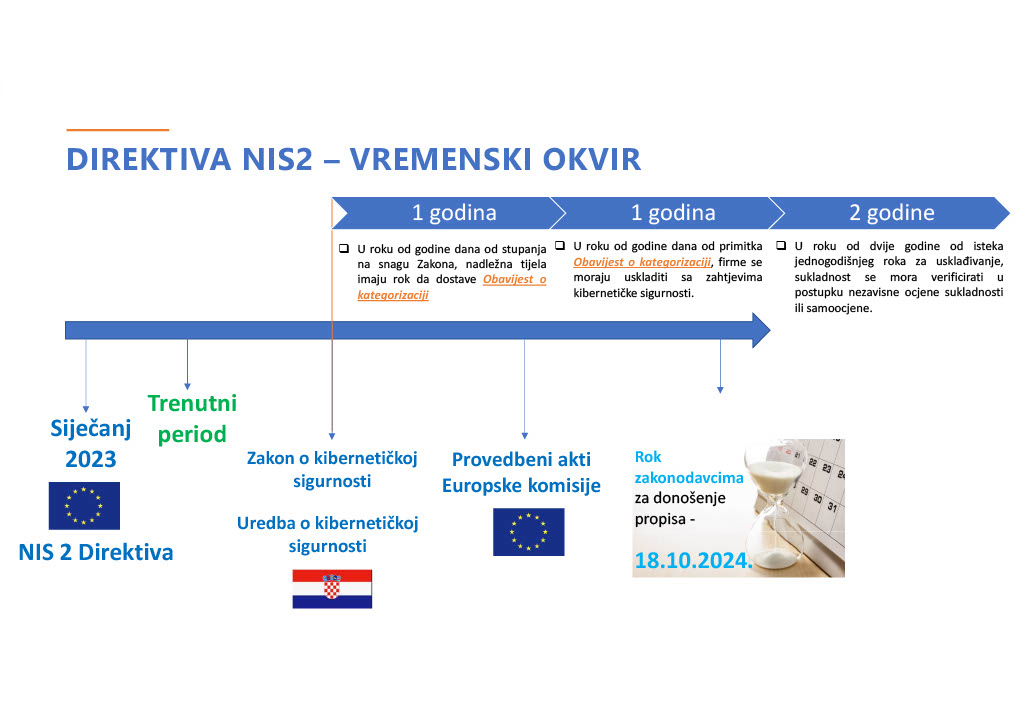 DIREKTIVA NIS2 – VREMENSKI OKVIR
1 godina
1 godina
2 godine
U roku od godine dana od stupanja
na snagu Zakona, nadležna tijela
imaju rok da dostave Obavijest o
kategorizaciji
U roku od godine dana od primitka
Obavijest o kategorizaciji, firme se
moraju uskladiti sa zahtjevima
kibernetičke sigurnosti.
U roku od dvije godine od isteka
jednogodišnjeg roka za usklađivanje,
sukladnost se mora verificirati u
postupku nezavisne ocjene sukladnosti
ili samoocjene.
Siječanj
2023
NIS 2 Direktiva
Trenutni
period
Zakon o kibernetičkoj
sigurnosti
Uredba o kibernetičkoj
sigurnosti
Provedbeni akti
Europske komisije
Rok
zakonodavcima
za donošenje
propisa -
18.10.2024.